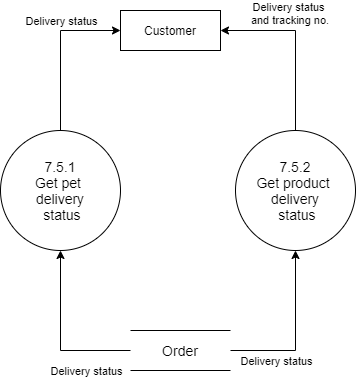 Delivery status
Customer
Delivery status
and tracking no.
7.5.1
Get pet
delivery
status
7.5.2
Get product
delivery
status
Order
Delivery status
Delivery status